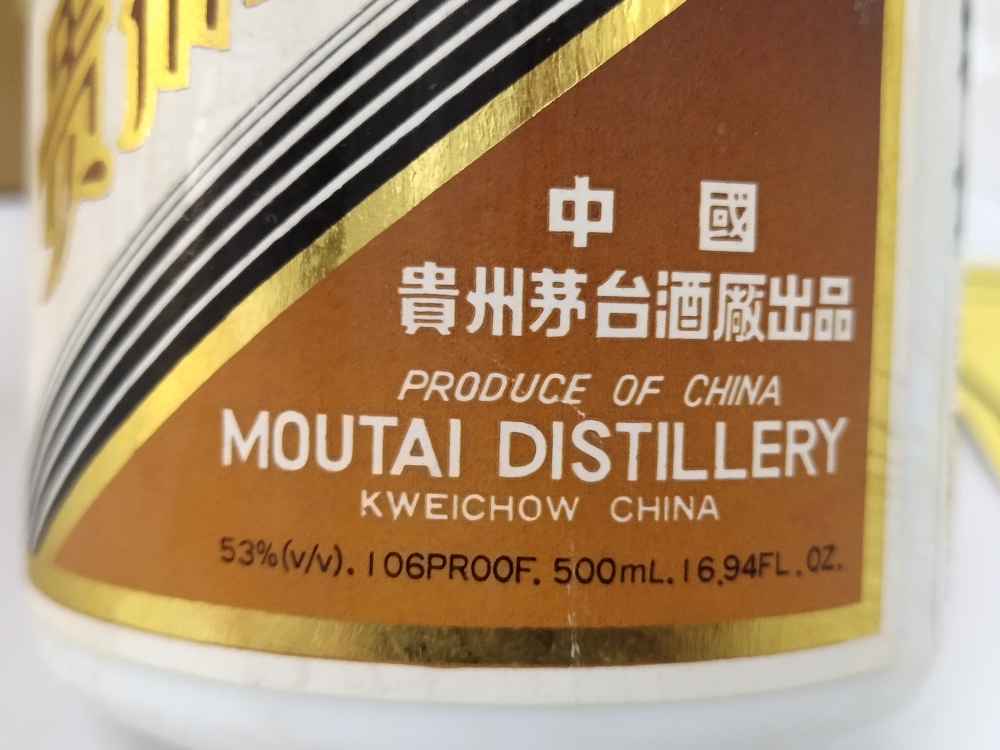 中國
貴州茅台酒廠出品
PRODUCE OF CHINA
MOUTAI DISTILLERY
KWEICHOW CHINA
53%(v/v). 106PROOF. 500mL. 16.94FL.OZ.